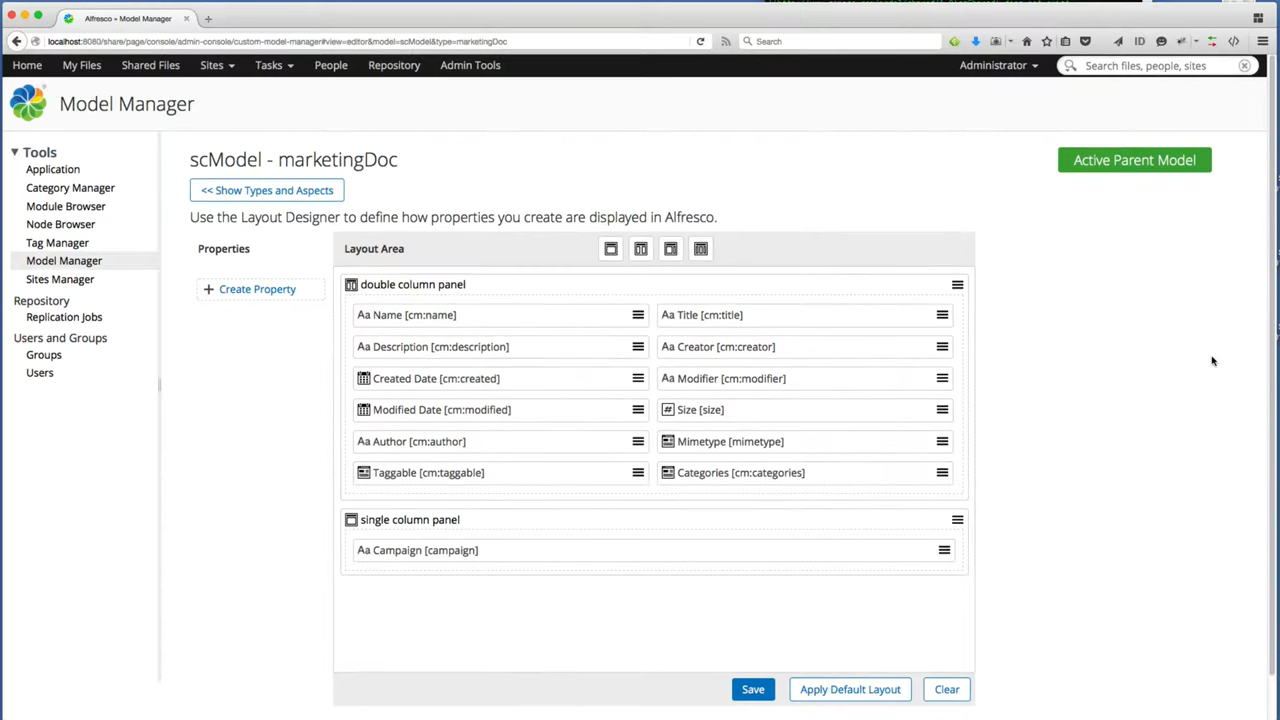 Alfresco » Model Manager
localhost:8080/share/page/console/admin-console/custom-model-manager#view=editor&model=scModel&type=marketingDoc
Search
ID
Home My Files Shared Files Sites Tasks People Repository Admin Tools
Administrator
Search files, people, sites
Model Manager
Tools
Application
Category Manager
Module Browser
Node Browser
Tag Manager
Model Manager
Sites Manager
Repository
Replication Jobs
Users and Groups
Groups
Users
scModel - marketingDoc
Active Parent Model
<< Show Types and Aspects
Use the Layout Designer to define how properties you create are displayed in Alfresco.
Properties
+ Create Property
Layout Area
double column panel
Aa Name [cm:name]
Aa Title [cm:title]
Aa Description [cm:description]
Aa Creator [cm:creator]
Created Date [cm:created]
Aa Modifier [cm:modifier]
Modified Date [cm:modified]
# Size [size]
Aa Author [cm:author]
Mimetype [mimetype]
Taggable [cm:taggable]
Categories [cm:categories]
single column panel
Aa Campaign [campaign]
Save
Apply Default Layout
Clear